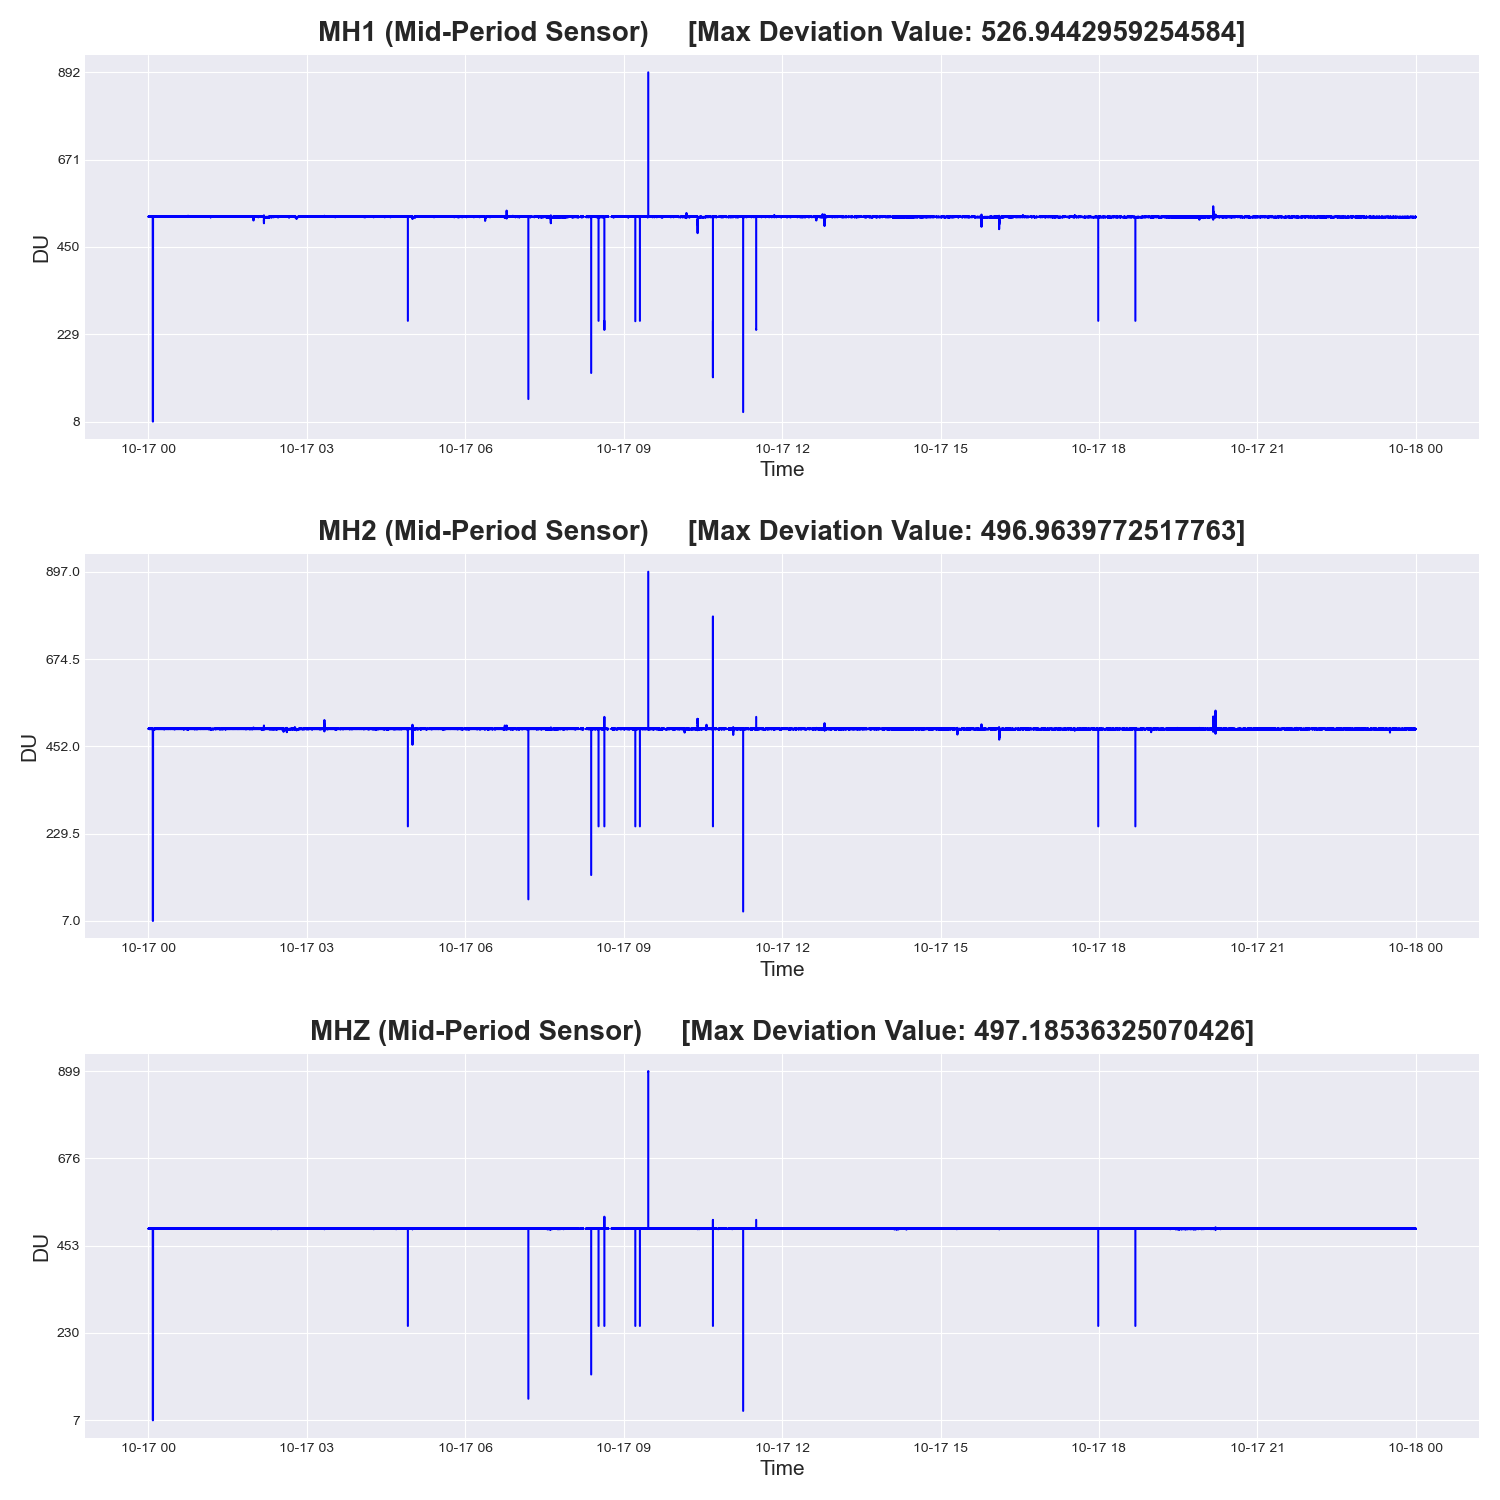 MH1 (Mid-Period Sensor) [Max Deviation Value: 526.9442959254584]
892
671
450
229
8
DU
10-17 00 10-17 03 10-17 06 10-17 09 10-17 12 10-17 15 10-17 18 10-17 21 10-18 00
Time
MH2 (Mid-Period Sensor) [Max Deviation Value: 496.9639772517763]
897.0
674.5
452.0
229.5
7.0
DU
10-17 00 10-17 03 10-17 06 10-17 09 10-17 12 10-17 15 10-17 18 10-17 21 10-18 00
Time
MHZ (Mid-Period Sensor) [Max Deviation Value: 497.18536325070426]
899
676
453
230
7
DU
10-17 00 10-17 03 10-17 06 10-17 09 10-17 12 10-17 15 10-17 18 10-17 21 10-18 00
Time